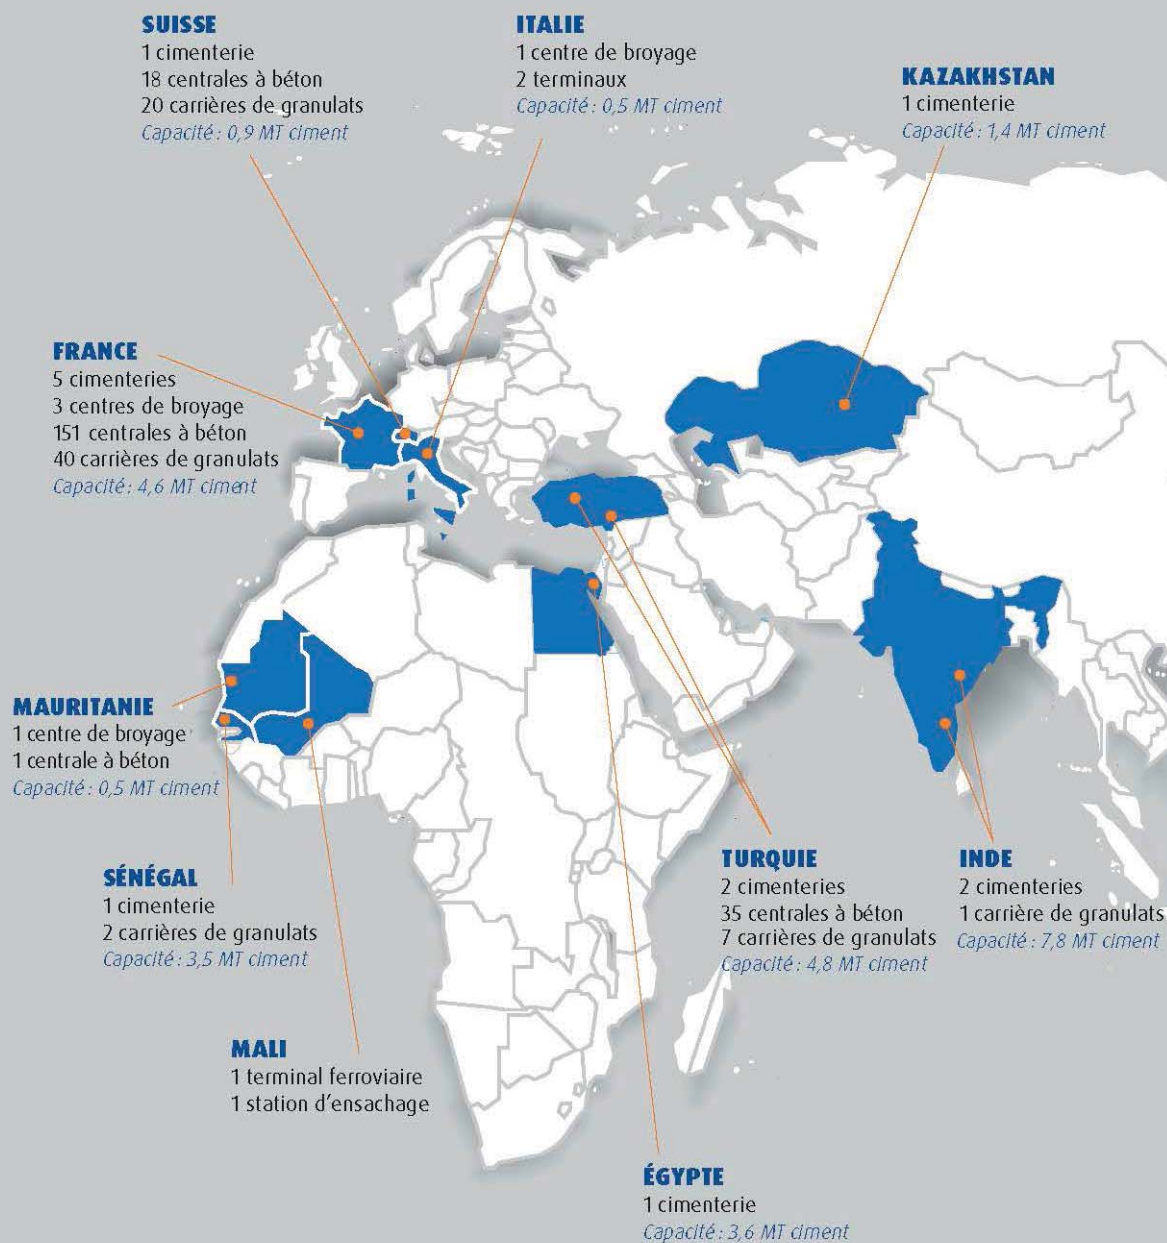 SUISSE
1 cimenterie
18 centrales à béton
20 carrières de granulats
Capacité : 0,9 MT ciment
ITALIE
1 centre de broyage
2 terminaux
Capacité : 0,5 MT ciment
KAZAKHSTAN
1 cimenterie
Capacité : 1,4 MT ciment
FRANCE
5 cimenteries
3 centres de broyage
151 centrales à béton
40 carrières de granulats
Capacité : 4,6 MT ciment
MAURITANIE
1 centre de broyage
1 centrale à béton
Capacité : 0,5 MT ciment
SÉNÉGAL
1 cimenterie
2 carrières de granulats
Capacité : 3,5 MT ciment
TURQUIE
2 cimenteries
35 centrales à béton
7 carrières de granulats
Capacité : 4,8 MT ciment
INDE
2 cimenteries
1 carrière de granulats
Capacité : 7,8 MT ciment
MALI
1 terminal ferroviaire
1 station d'ensachage
ÉGYPTE
1 cimenterie
Capacité : 3,6 MT ciment